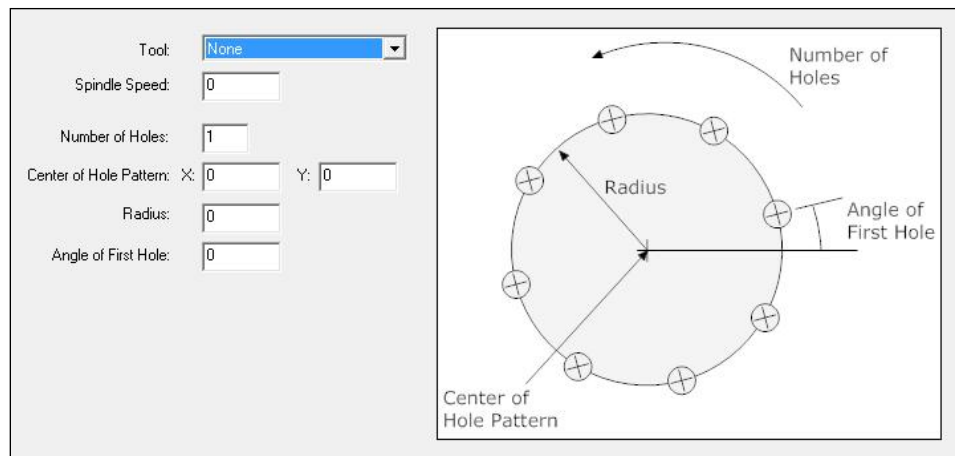 Tool: None
Spindle Speed: 0
Number of Holes: 1
Center of Hole Pattern: X: 0 Y: 0
Radius: 0
Angle of First Hole: 0
Number of
Holes
Radius
Angle of
First Hole
Center of
Hole Pattern